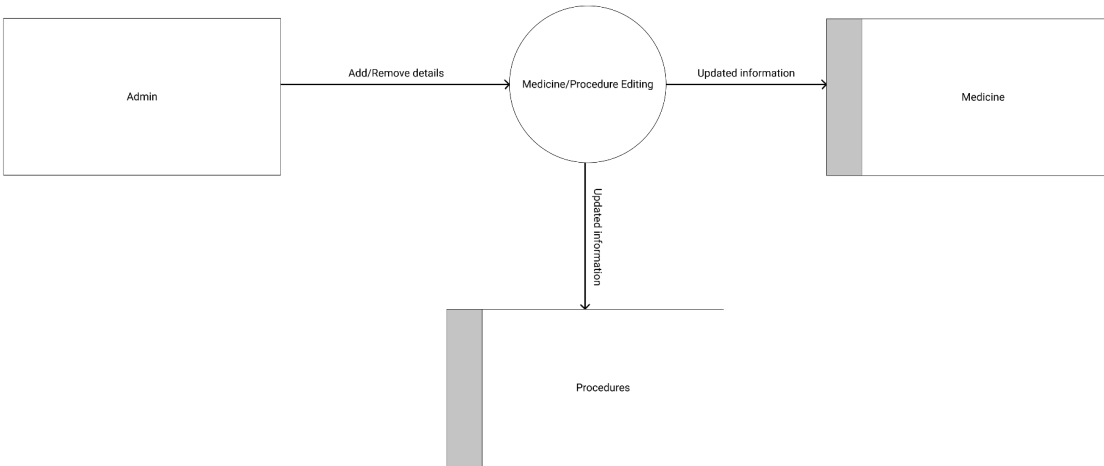 Admin
Add/Remove details
Medicine/Procedure Editing
Updated information
Medicine
Updated information
Procedures